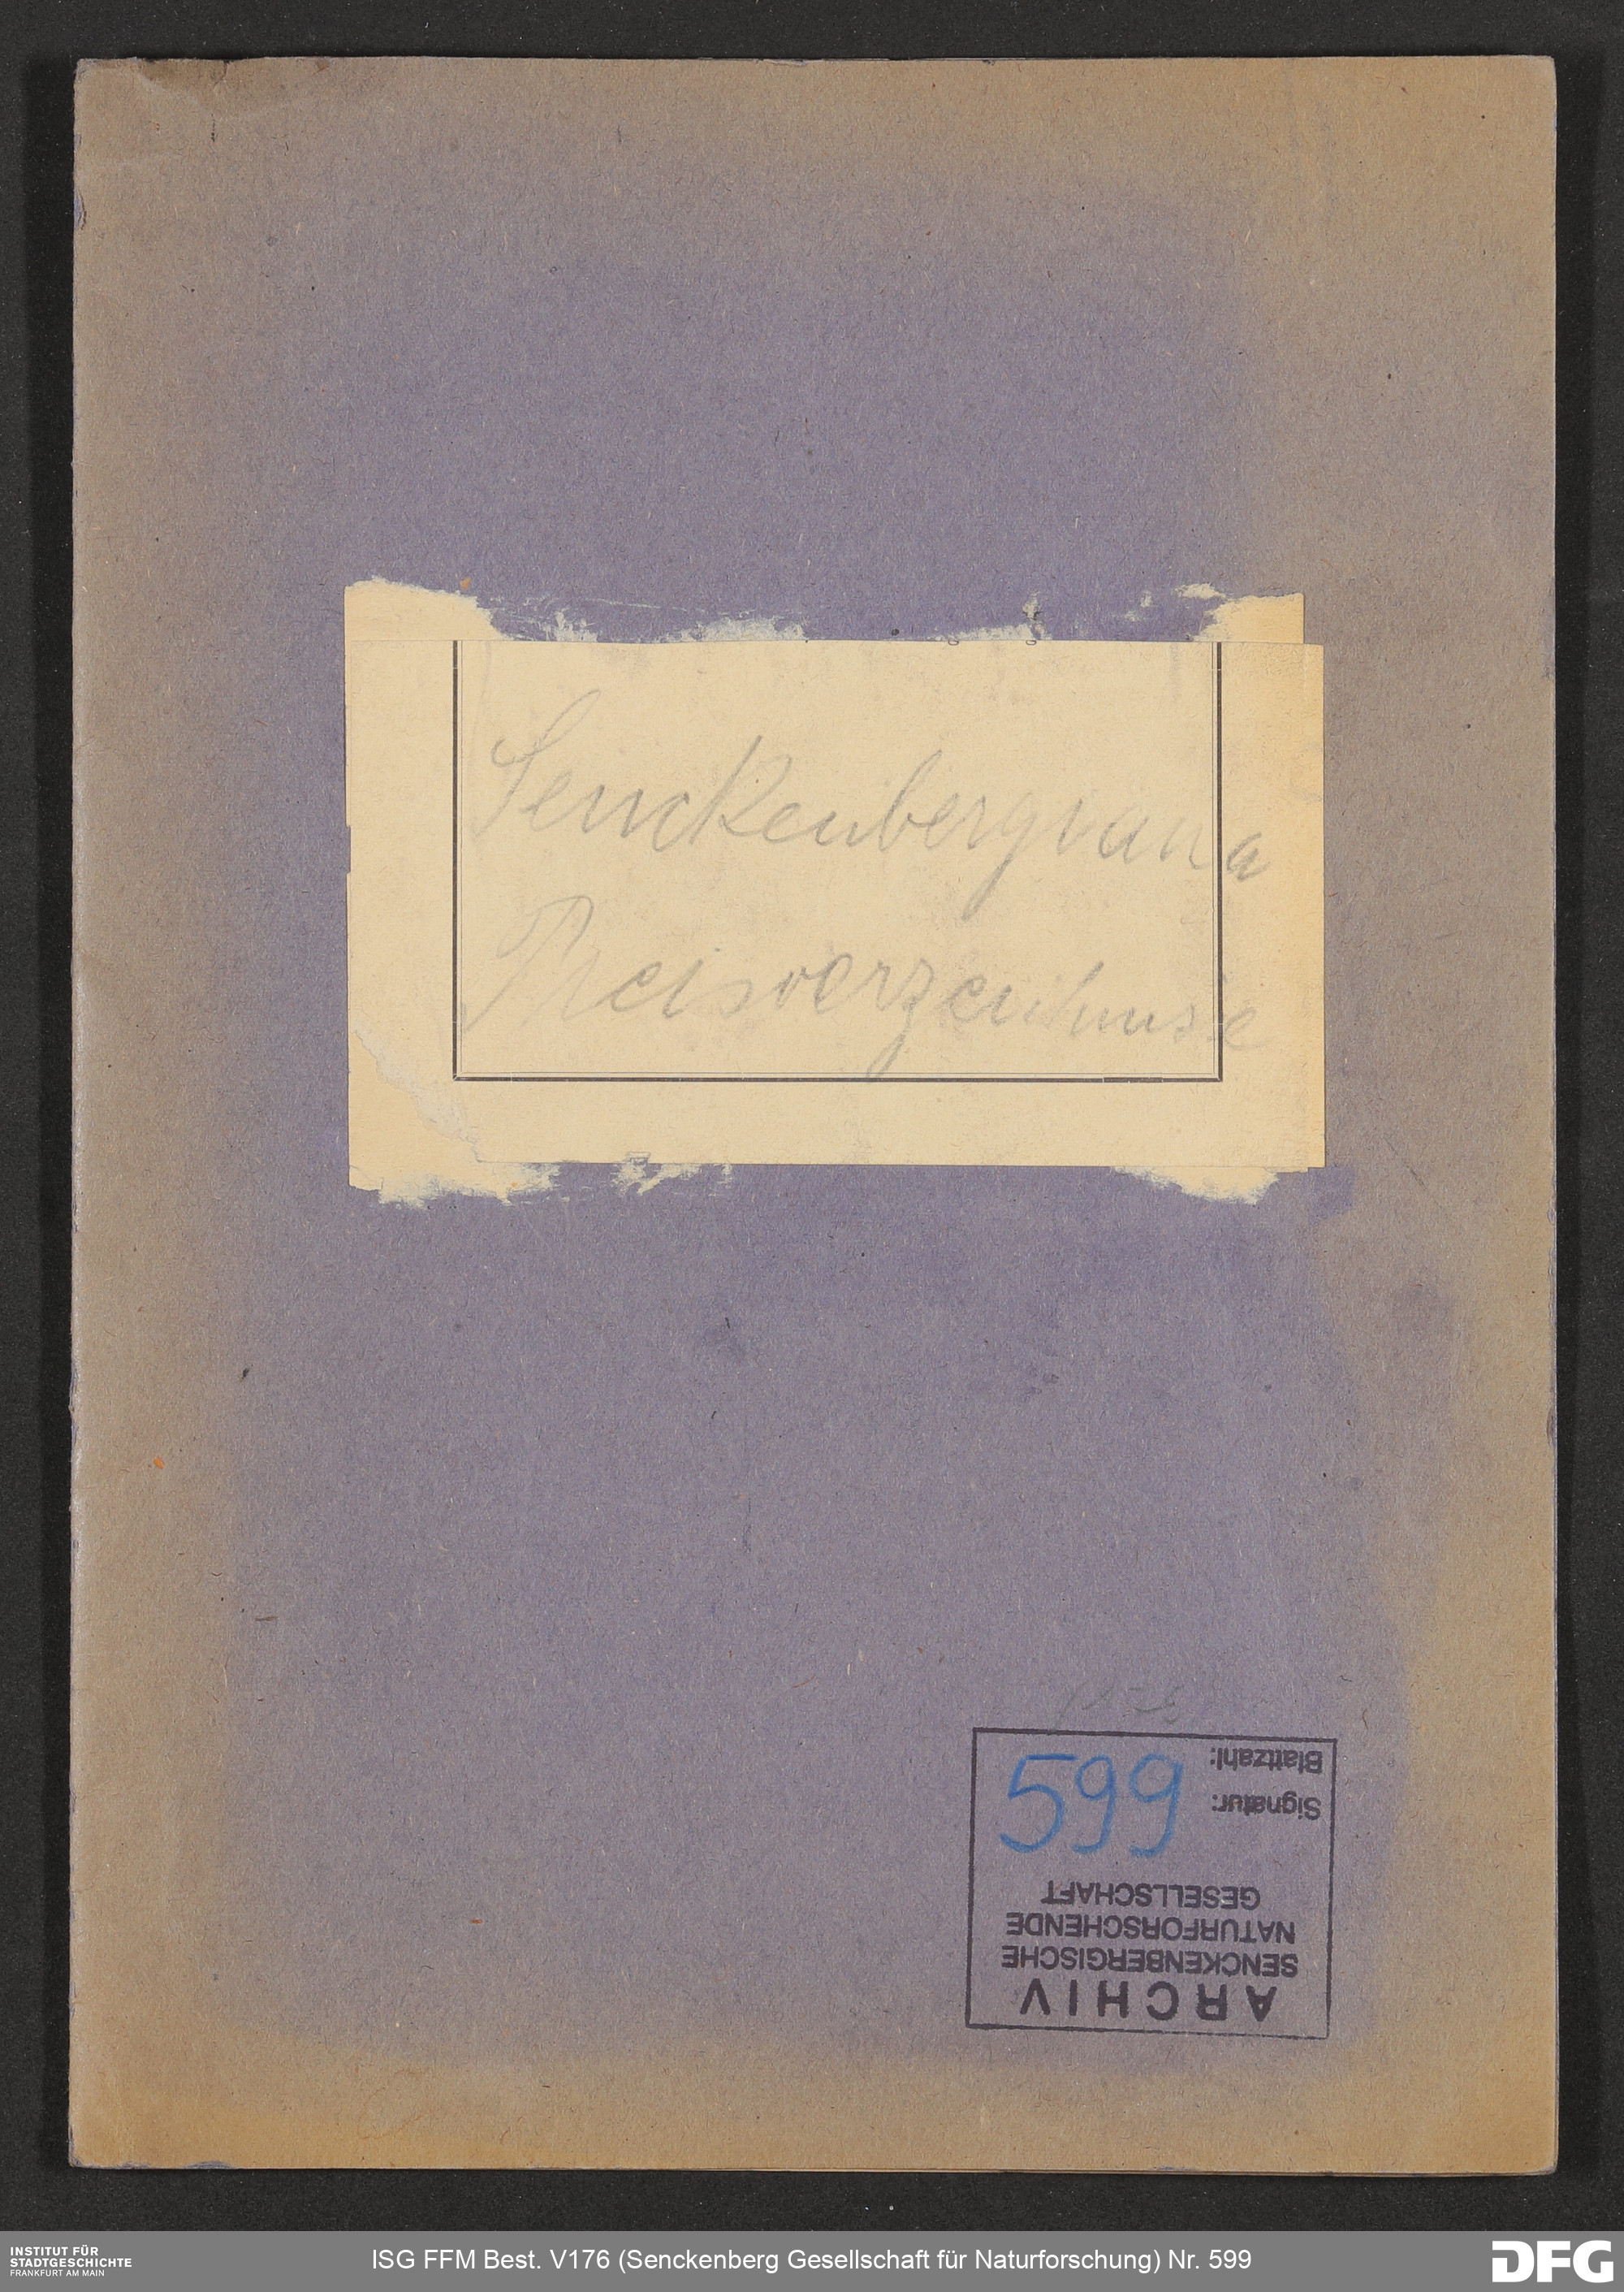 Senckenbergiana
Preisverzeichnisse
599
Blattzahl:
Signatur:
ARCHIV
SENCKENBERGISCHE
NATURFORSCHENDE
GESELLSCHAFT
INSTITUT FÜR
STADTGESCHICHTE
FRANKFURT AM MAIN
ISG FFM Best. V176 (Senckenberg Gesellschaft für Naturforschung) Nr. 599
DFG